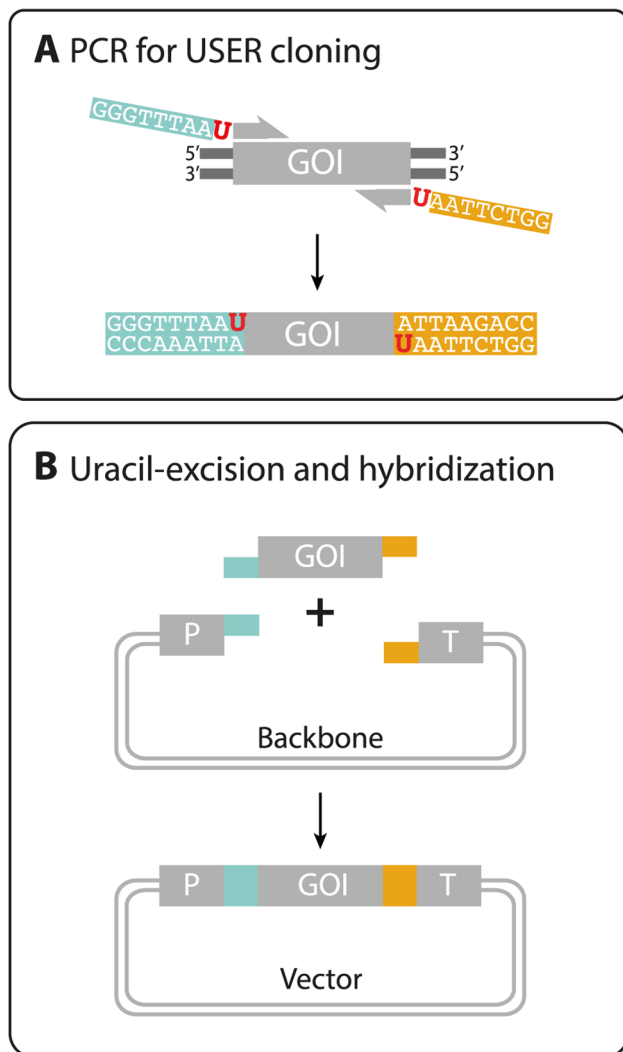 A PCR for USER cloning
GGGTTTAAU
5' GOI 3'
3' 5'
UAATTCTGG
GGGTTTAAU GOI ATTAAGACC
CCCAAATTA UAATTCTGG
B Uracil-excision and hybridization
GOI
+
P T
Backbone
P GOI T
Vector